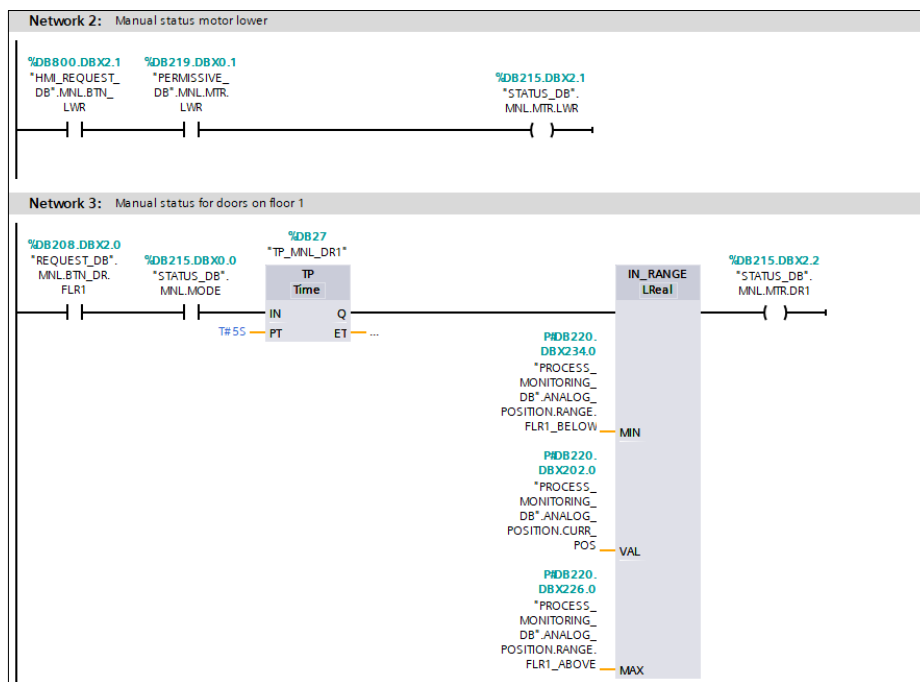 Network 2: Manual status motor lower
%DB800.DBX2.1
"HMI_REQUEST_
DB".MNL.BTN_
LWR
%DB219.DBX0.1
"PERMISSIVE_
DB".MNL.MTR.
LWR
%DB215.DBX2.1
"STATUS_DB".
MNL.MTR.LWR
Network 3: Manual status for doors on floor 1
%DB208.DBX2.0
"REQUEST_DB".
MNL.BTN_DR.
FLR1
%DB215.DBX0.0
"STATUS_DB".
MNL.MODE
%DB27
"TP_MNL_DR1"
TP
Time
IN Q
T#5S PT ET ...
IN_RANGE
LReal
%DB215.DBX2.2
"STATUS_DB".
MNL.MTR.DR1
P#DB220.
DBX234.0
"PROCESS_
MONITORING_
DB".ANALOG_
POSITION.RANGE.
FLR1_BELOW MIN
P#DB220.
DBX202.0
"PROCESS_
MONITORING_
DB".ANALOG_
POSITION.CURR_
POS VAL
P#DB220.
DBX226.0
"PROCESS_
MONITORING_
DB".ANALOG_
POSITION.RANGE.
FLR1_ABOVE MAX